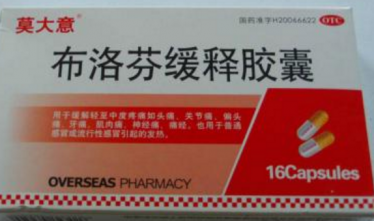 莫大意®
国药准字H20066622 OTC
布洛芬缓释胶囊
用于缓解轻至中度疼痛如头痛、关节痛、偏头
痛、牙痛、肌肉痛、神经痛、痛经。也用于普通
感冒或流行性感冒引起的发热。
16Capsules
OVERSEAS PHARMACY